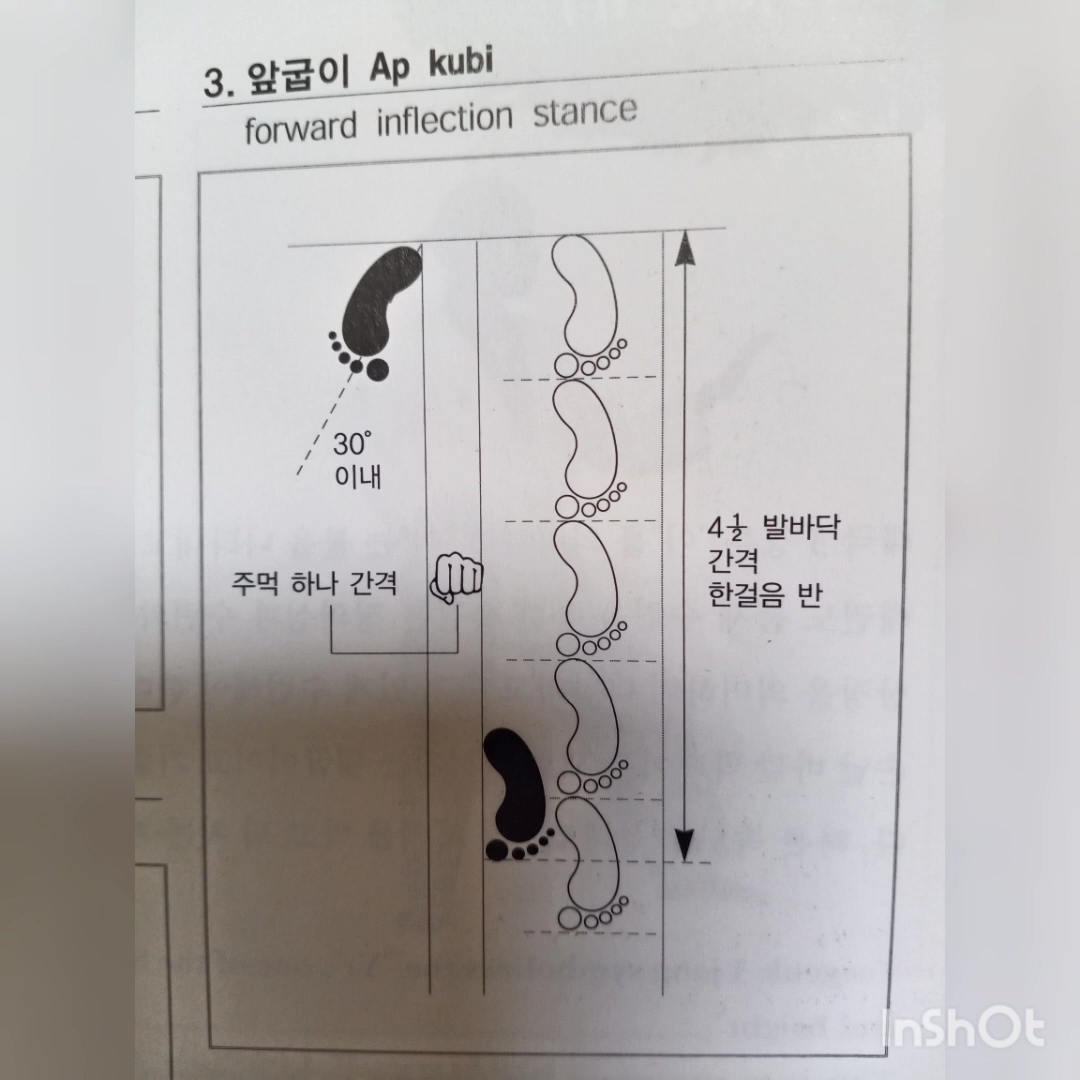 3. 앞굽이 Ap kubi
forward inflection stance
30°
이내
주먹 하나 간격
4½ 발바닥
간격
한걸음 반
InShOt